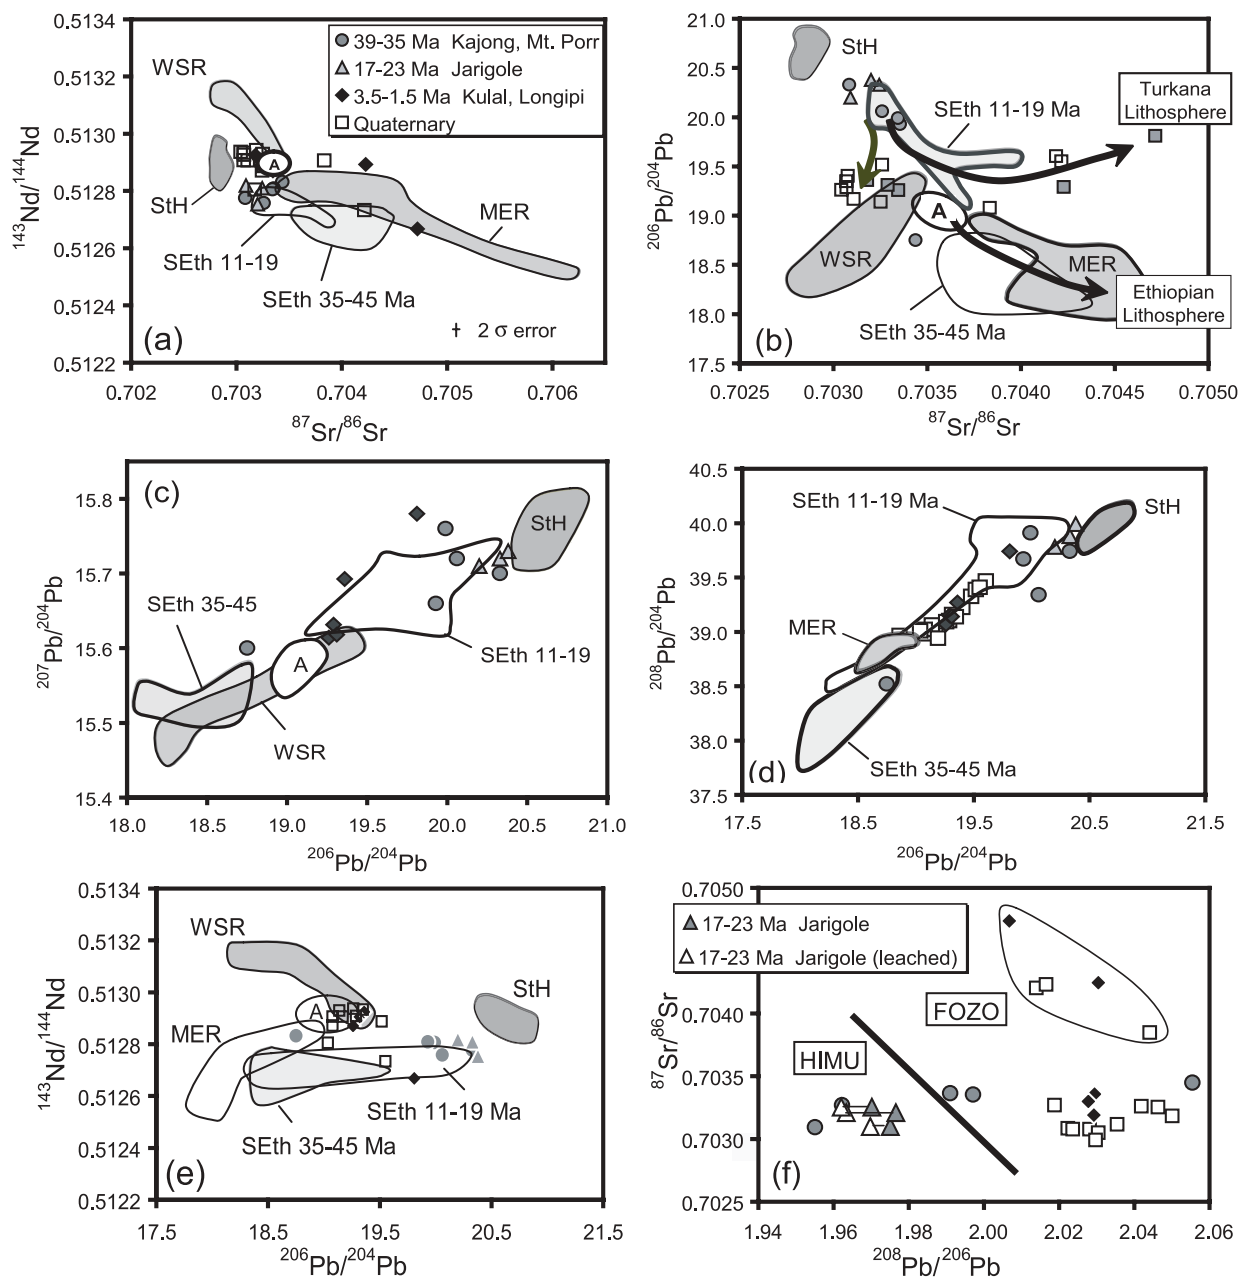 0.5134
0.5132
0.5130
0.5128
0.5126
0.5124
0.5122
¹⁴³Nd/¹⁴⁴Nd
39-35 Ma Kajong, Mt. Porr
17-23 Ma Jarigole
3.5-1.5 Ma Kulal, Longipi
Quaternary
WSR
A
StH
MER
SEth 11-19
SEth 35-45 Ma
(a)
2 σ error
0.702
0.703
0.704
0.705
0.706
⁸⁷Sr/⁸⁶Sr
21.0
20.5
20.0
19.5
19.0
18.5
18.0
17.5
²⁰⁶Pb/²⁰⁴Pb
StH
Turkana
Lithosphere
SEth 11-19 Ma
A
WSR
MER
SEth 35-45 Ma
Ethiopian
Lithosphere
(b)
0.7025
0.7030
0.7035
0.7040
0.7045
0.7050
⁸⁷Sr/⁸⁶Sr
15.8
15.7
15.6
15.5
15.4
²⁰⁷Pb/²⁰⁴Pb
(c)
StH
SEth 35-45
A
SEth 11-19
WSR
18.0
18.5
19.0
19.5
20.0
20.5
21.0
²⁰⁶Pb/²⁰⁴Pb
40.5
40.0
39.5
39.0
38.5
38.0
37.5
²⁰⁸Pb/²⁰⁴Pb
SEth 11-19 Ma
StH
MER
SEth 35-45 Ma
(d)
17.5
18.5
19.5
20.5
21.5
²⁰⁶Pb/²⁰⁴Pb
0.5134
0.5132
0.5130
0.5128
0.5126
0.5124
0.5122
¹⁴³Nd/¹⁴⁴Nd
WSR
StH
A
MER
SEth 11-19 Ma
SEth 35-45 Ma
(e)
17.5
18.5
19.5
20.5
21.5
²⁰⁶Pb/²⁰⁴Pb
0.7050
0.7045
0.7040
0.7035
0.7030
0.7025
⁸⁷Sr/⁸⁶Sr
17-23 Ma Jarigole
17-23 Ma Jarigole (leached)
FOZO
HIMU
(f)
1.94
1.96
1.98
2.00
2.02
2.04
2.06
²⁰⁸Pb/²⁰⁶Pb